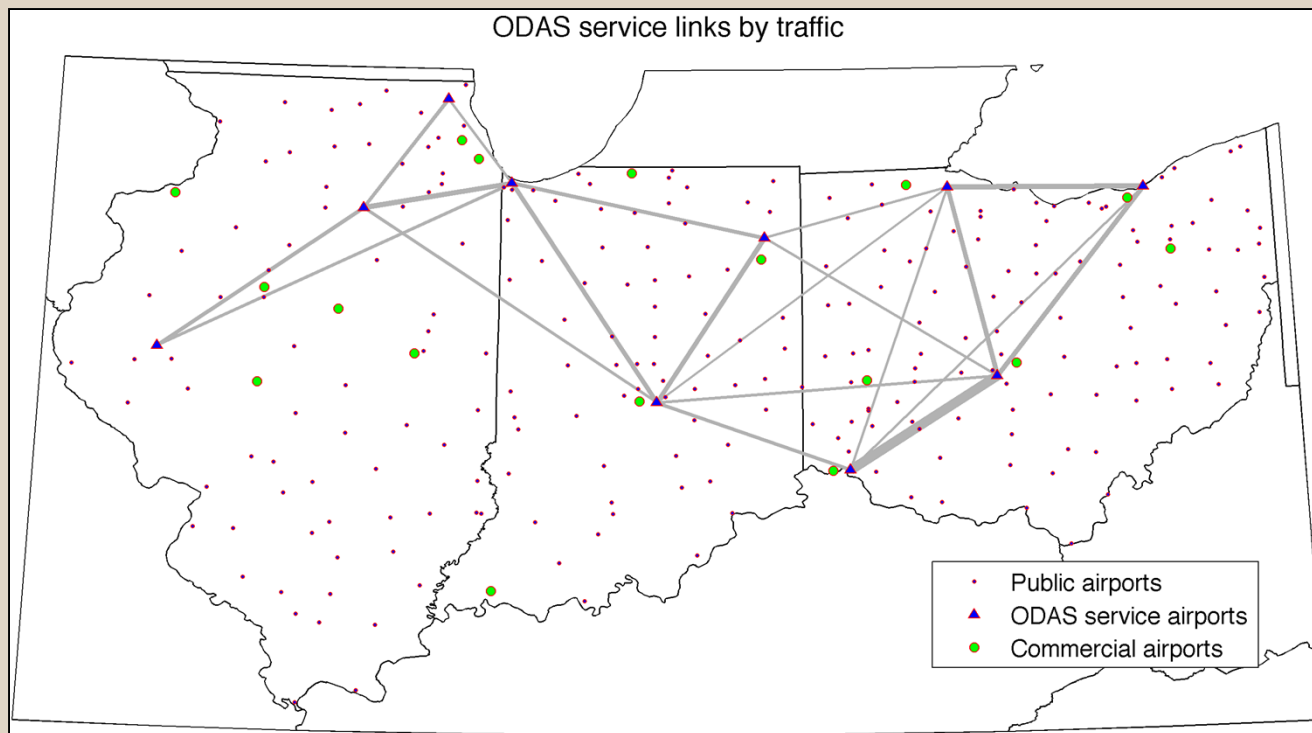 ODAS service links by traffic
Public airports
ODAS service airports
Commercial airports